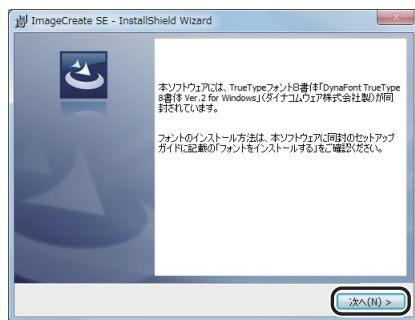 ImageCreate SE - InstallShield Wizard
本ソフトウェアには、TrueTypeフォント8書体「DynaFont TrueType
8書体 Ver.2 for Windows」(ダイナコムウェア株式会社製)が同
封されています。
フォントのインストール方法は、本ソフトウェアに同封のセットアップ
ガイドに記載の「フォントをインストールする」をご確認ください。
次へ(N) >